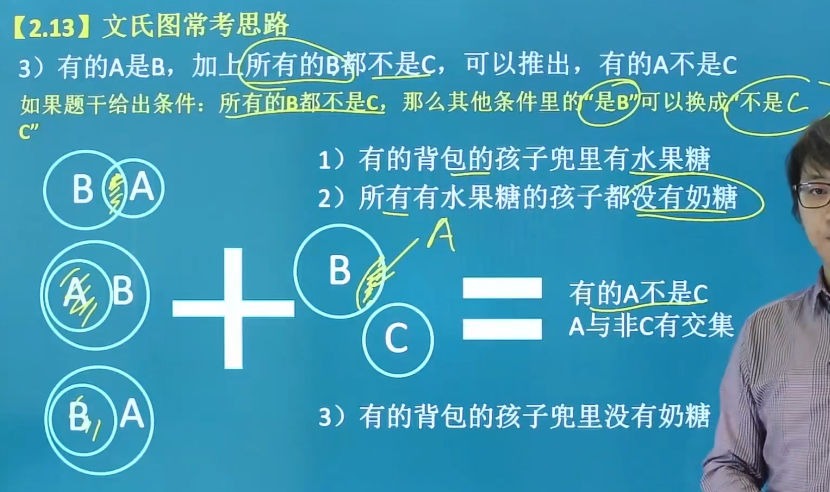 【2.13】文氏图常考思路
3）有的A是B，加上所有的B都不是C，可以推出，有的A不是C
如果题干给出条件：所有的B都不是C，那么其他条件里的“是B”可以换成“不是C
C”
1）有的背包的孩子兜里有水果糖
2）所有有水果糖的孩子都没有奶糖
B A
A
A B
B
C
有的A不是C
A与非C有交集
B A
3）有的背包的孩子兜里没有奶糖